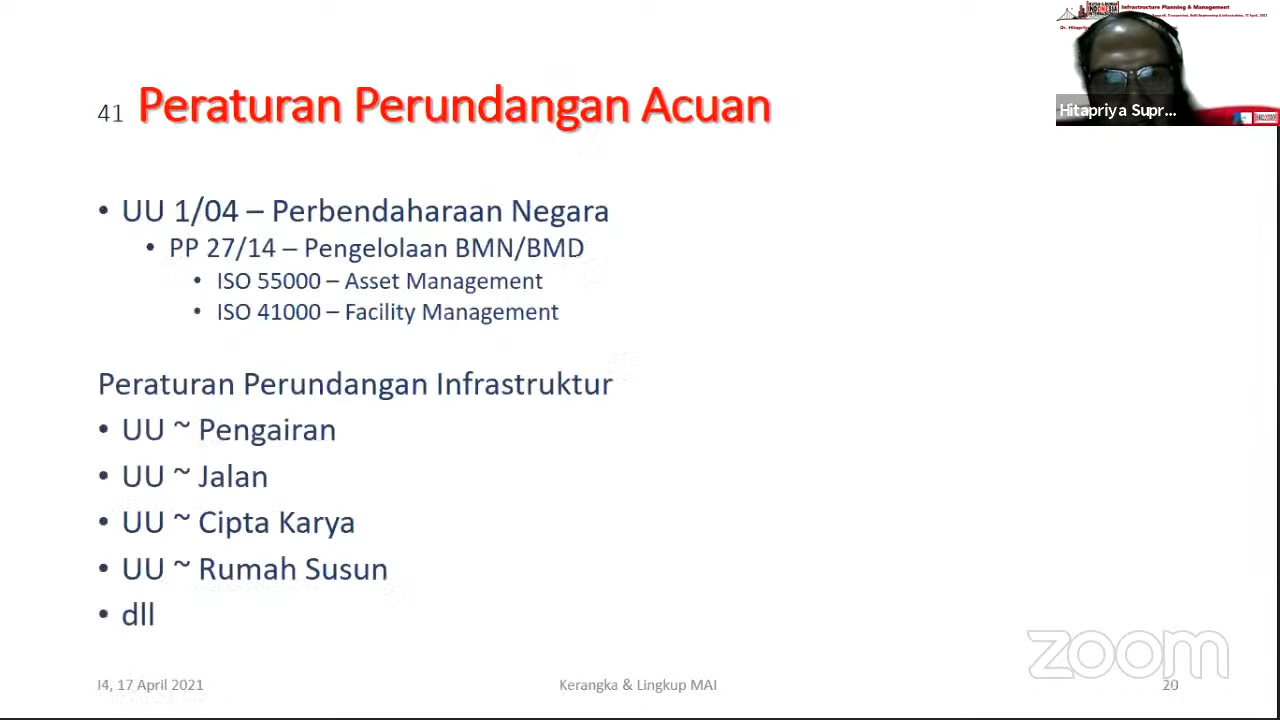 Infrastructure Planning & Management
INDONESIA
Hitapriya Supr...
41 Peraturan Perundangan Acuan
• UU 1/04 – Perbendaharaan Negara
• PP 27/14 – Pengelolaan BMN/BMD
• ISO 55000 – Asset Management
• ISO 41000 – Facility Management
Peraturan Perundangan Infrastruktur
• UU ~ Pengairan
• UU ~ Jalan
• UU ~ Cipta Karya
• UU ~ Rumah Susun
• dll
zoom
I4, 17 April 2021
Kerangka & Lingkup MAI
20